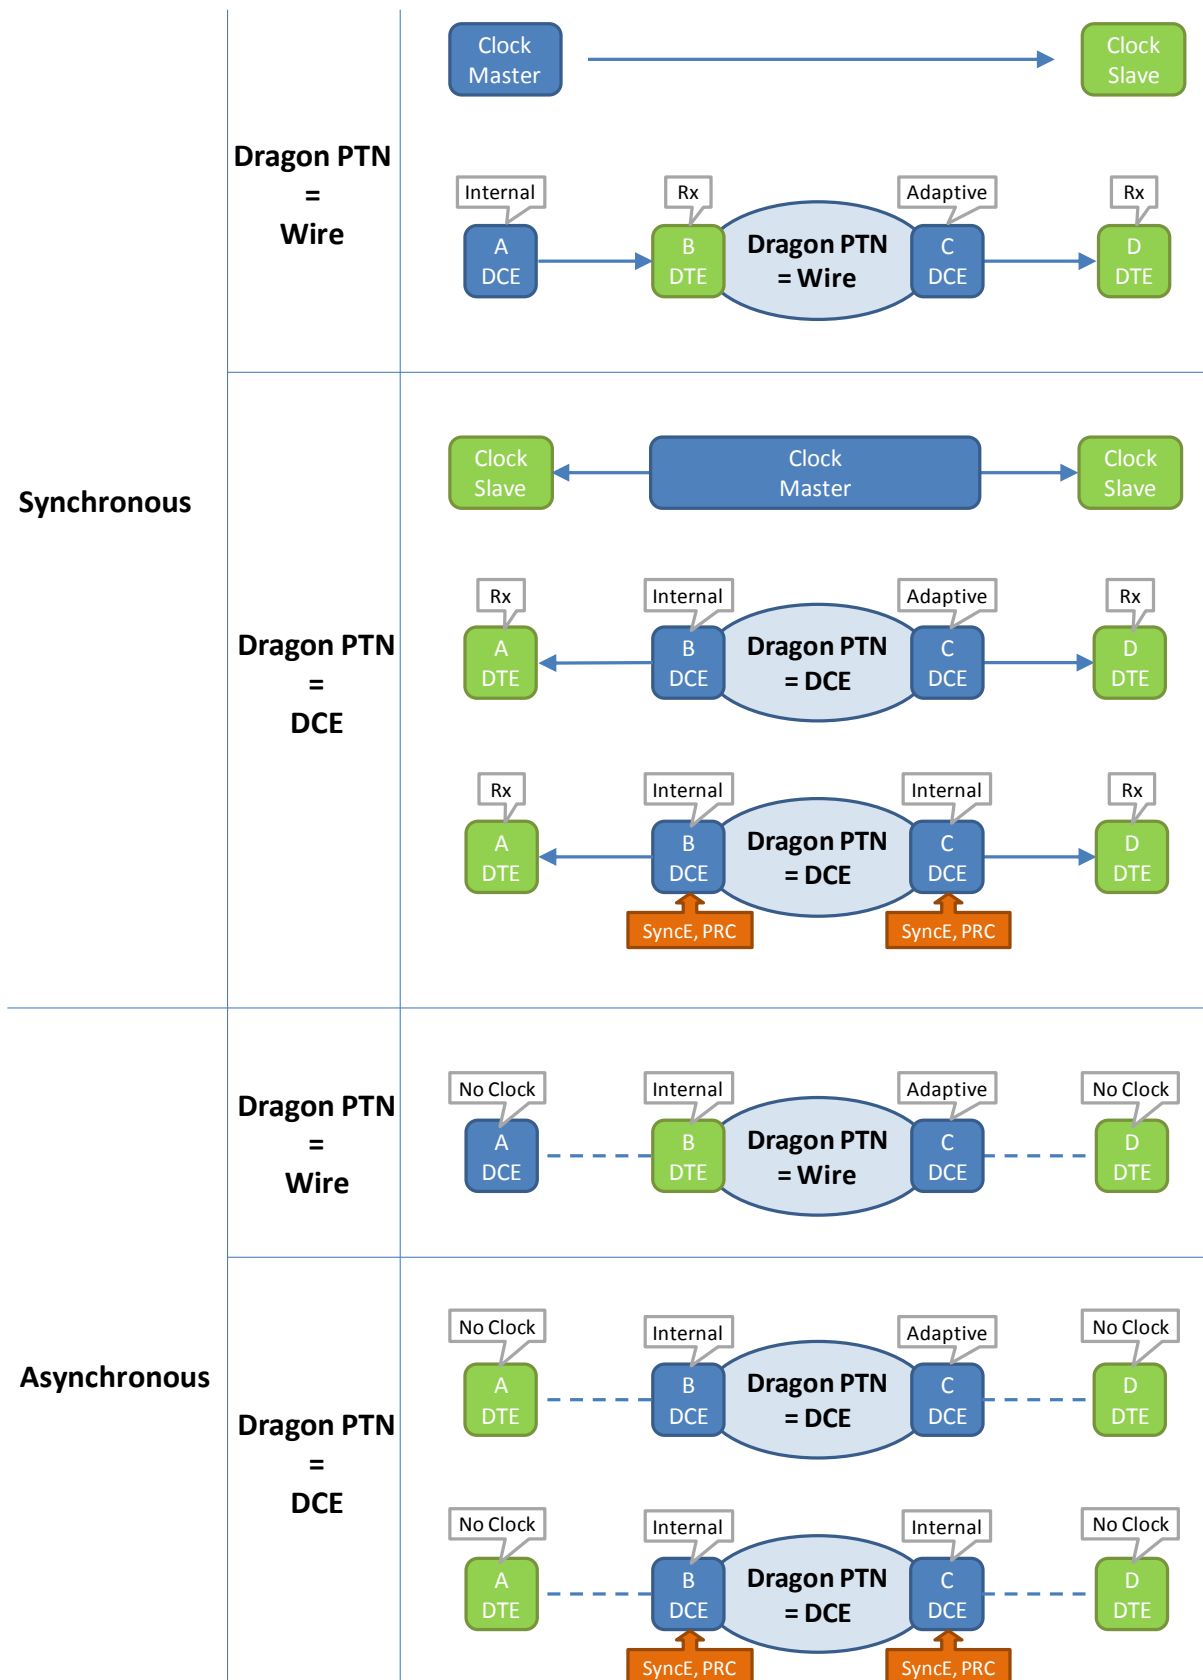 Synchronous
Dragon PTN
=
Wire
Clock
Master
Clock
Slave
Internal
Rx
Adaptive
Rx
A
DCE
B
DTE
Dragon PTN
= Wire
C
DCE
D
DTE
Dragon PTN
=
DCE
Clock
Slave
Clock
Master
Clock
Slave
Rx
Internal
Adaptive
Rx
A
DTE
B
DCE
Dragon PTN
= DCE
C
DCE
D
DTE
Rx
Internal
Internal
Rx
A
DTE
B
DCE
Dragon PTN
= DCE
C
DCE
D
DTE
SyncE, PRC
SyncE, PRC
Asynchronous
Dragon PTN
=
Wire
No Clock
Internal
Adaptive
No Clock
A
DCE
B
DTE
Dragon PTN
= Wire
C
DCE
D
DTE
Dragon PTN
=
DCE
No Clock
Internal
Adaptive
No Clock
A
DTE
B
DCE
Dragon PTN
= DCE
C
DCE
D
DTE
No Clock
Internal
Internal
No Clock
A
DTE
B
DCE
Dragon PTN
= DCE
C
DCE
D
DTE
SyncE, PRC
SyncE, PRC